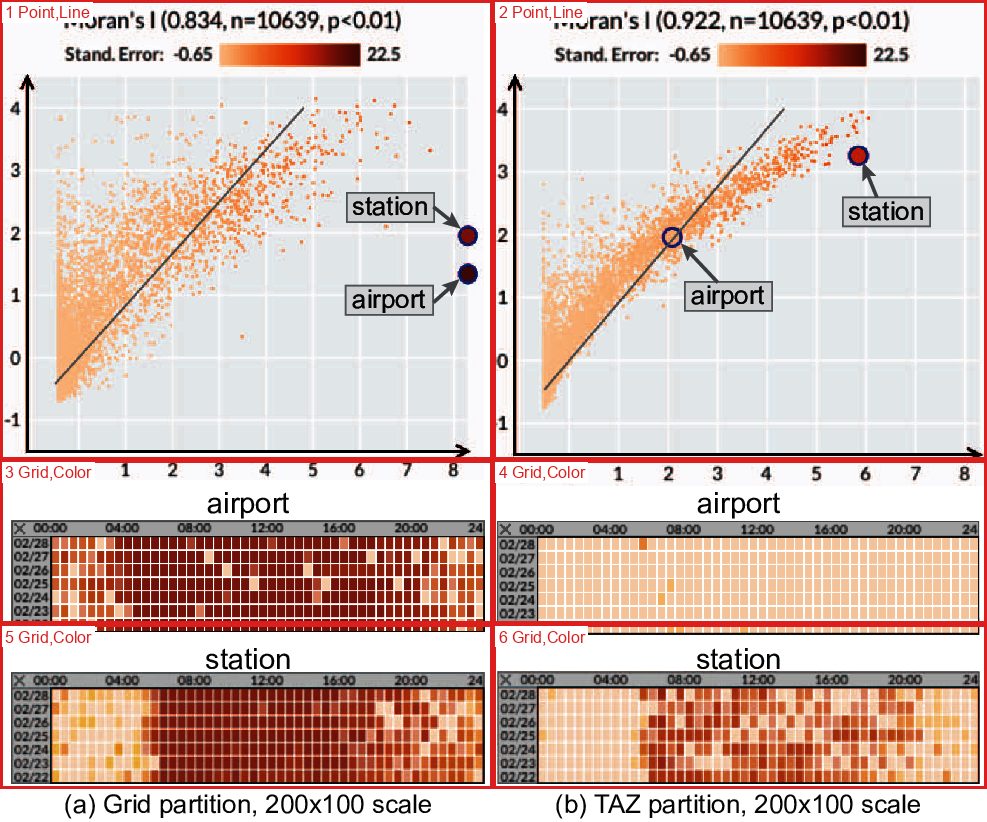 1 Point,Line
Moran's I (0.834, n=10639, p<0.01)
Stand. Error: -0.65 22.5
4
3
2
1
0
-1
station
airport
1 2 3 4 5 6 7 8
2 Point,Line
Moran's I (0.922, n=10639, p<0.01)
Stand. Error: -0.65 22.5
4
3
2
1
0
1
station
airport
1 2 3 4 5 6 7 8
3 Grid,Color
airport
00:00 04:00 08:00 12:00 16:00 20:00 24
02/28
02/27
02/26
02/25
02/24
02/23
4 Grid,Color
airport
00:00 04:00 08:00 12:00 16:00 20:00 24
02/28
02/27
02/26
02/25
02/24
02/23
5 Grid,Color
station
00:00 04:00 08:00 12:00 16:00 20:00 24
02/28
02/27
02/26
02/25
02/24
02/23
02/22
6 Grid,Color
station
00:00 04:00 08:00 12:00 16:00 20:00 24
02/28
02/27
02/26
02/25
02/24
02/23
02/22
(a) Grid partition, 200x100 scale
(b) TAZ partition, 200x100 scale